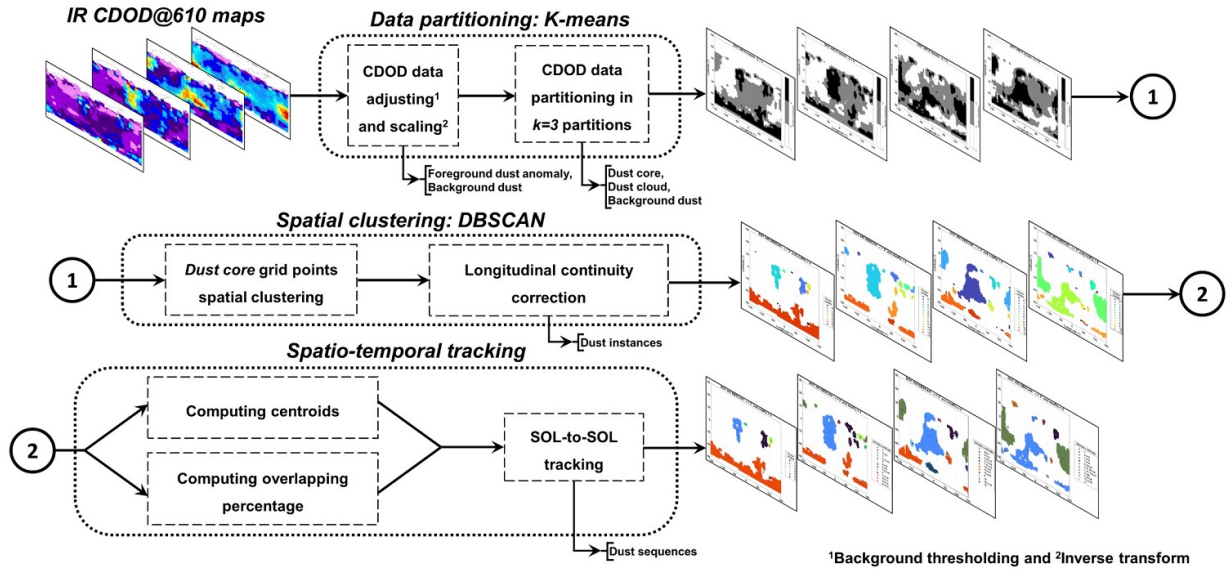 IR CDOD@610 maps
Data partitioning: K-means
CDOD data
adjusting¹
and scaling²
CDOD data
partitioning in
k=3 partitions
1
Foreground dust anomaly,
Background dust
Dust core,
Dust cloud,
Background dust
Spatial clustering: DBSCAN
1
Dust core grid points
spatial clustering
Longitudinal continuity
correction
2
Dust instances
Spatio-temporal tracking
2
Computing centroids
Computing overlapping
percentage
SOL-to-SOL
tracking
Dust sequences
¹Background thresholding and ²Inverse transform